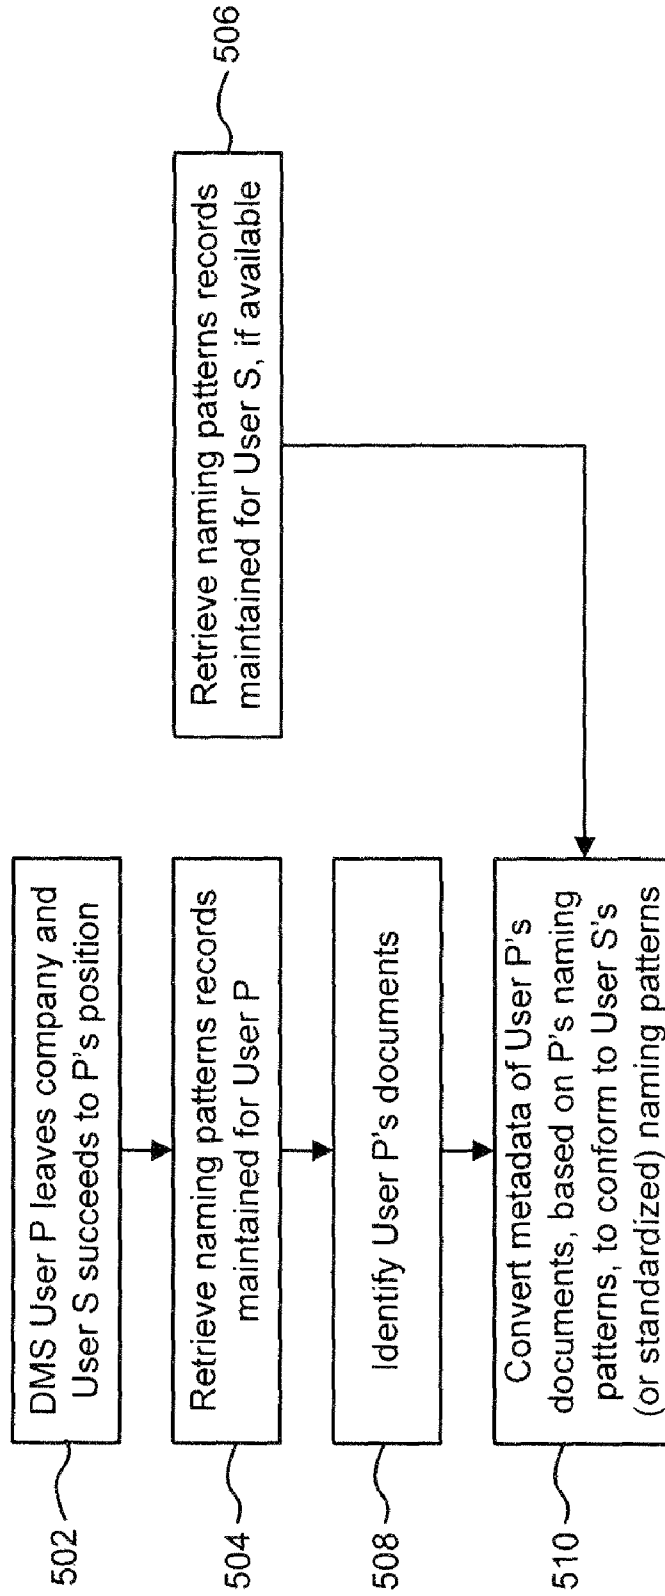 502
DMS User P leaves company and
User S succeeds to P's position
504
Retrieve naming patterns records
maintained for User P
506
Retrieve naming patterns records
maintained for User S, if available
508
Identify User P's documents
510
Convert metadata of User P's
documents, based on P's naming
patterns, to conform to User S's
(or standardized) naming patterns